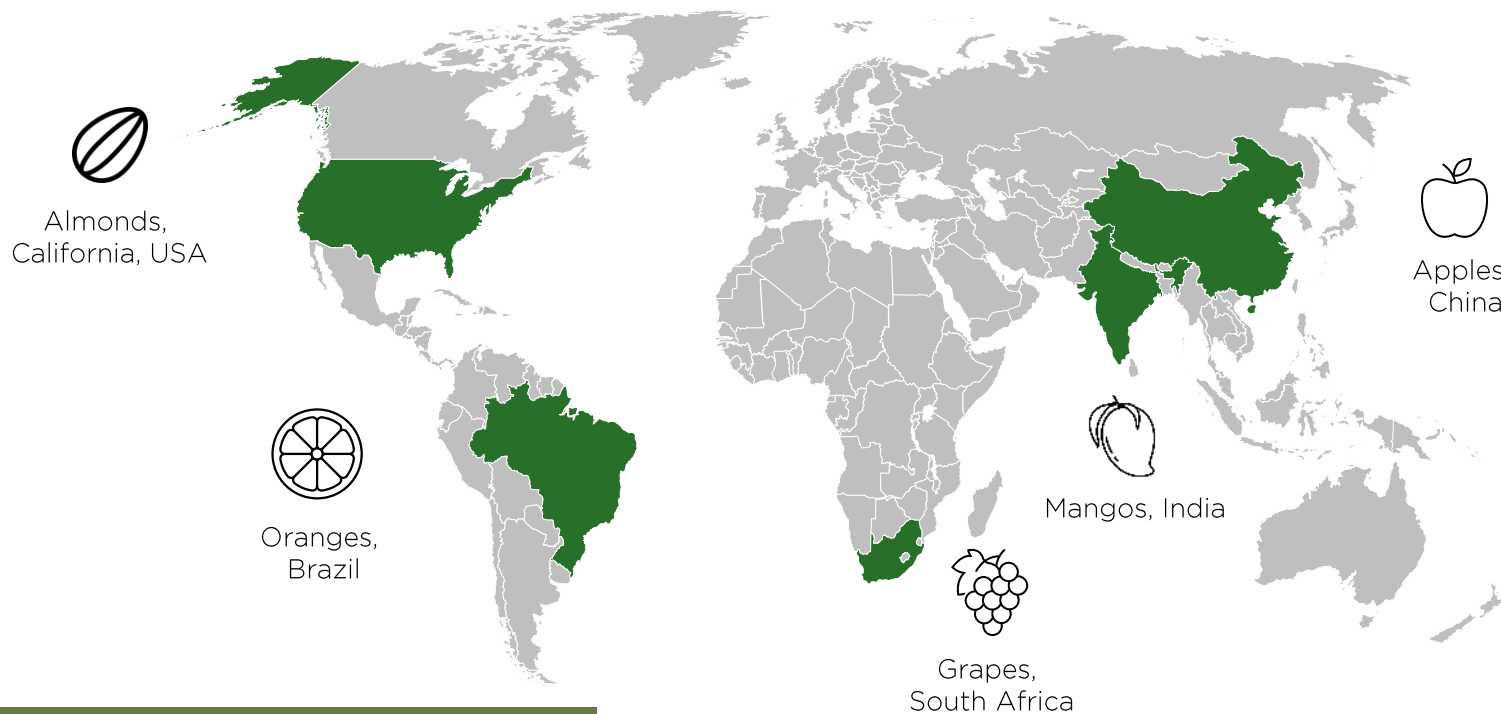 Almonds,
California, USA
Apples
China
Oranges,
Brazil
Mangos, India
Grapes,
South Africa